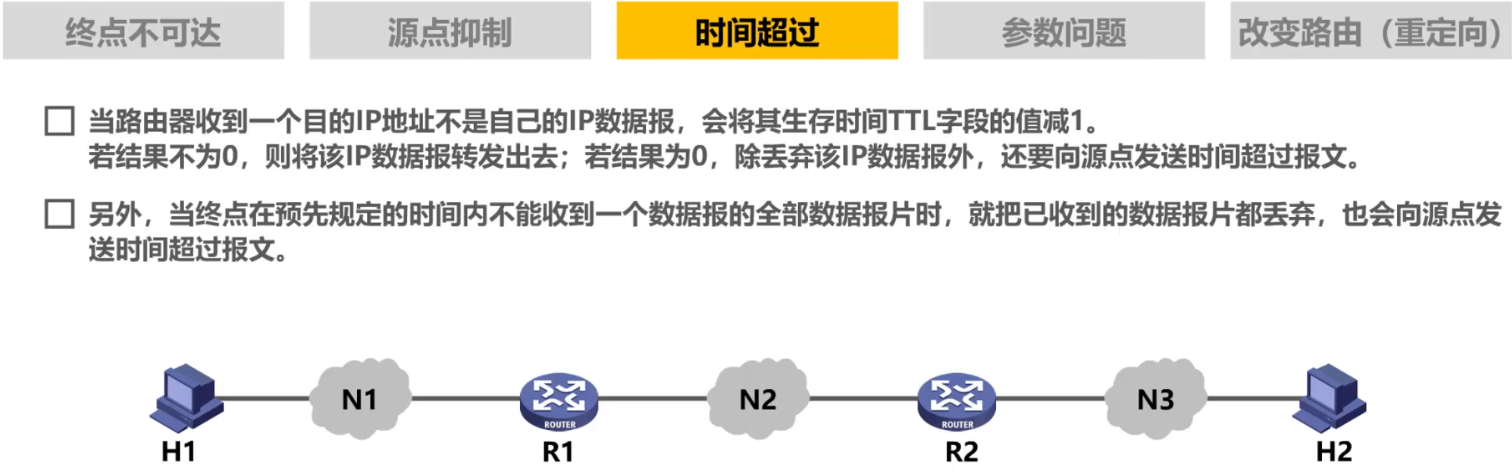 终点不可达
源点抑制
时间超过
参数问题
改变路由（重定向）
当路由器收到一个目的IP地址不是自己的IP数据报，会将其生存时间TTL字段的值减1。
若结果不为0，则将该IP数据报转发出去；若结果为0，除丢弃该IP数据报外，还要向源点发送时间超过报文。
另外，当终点在预先规定的时间内不能收到一个数据报的全部数据报片时，就把已收到的数据报片都丢弃，也会向源点发
送时间超过报文。
N1
N2
N3
ROUTER
ROUTER
H1
R1
R2
H2